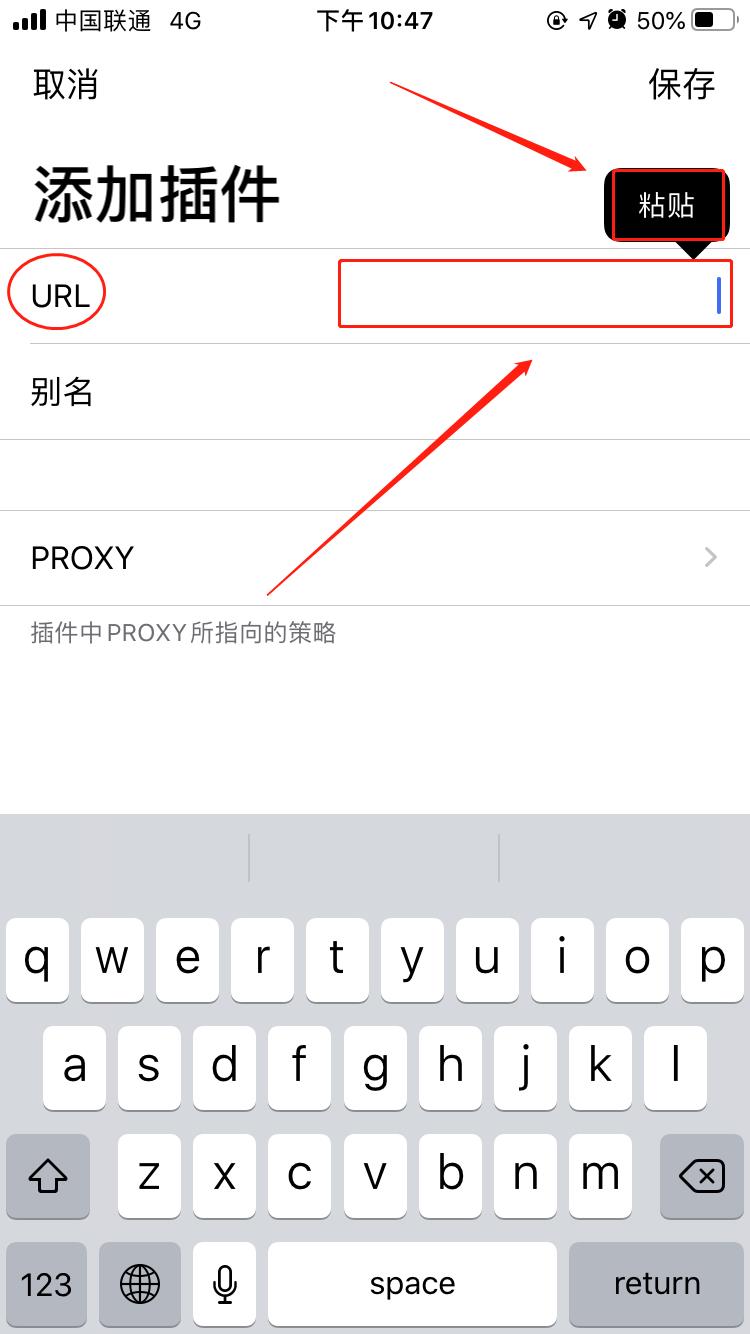 中国联通 4G 下午10:47 50%
取消 保存
添加插件
粘贴
URL
别名
PROXY
插件中PROXY所指向的策略
q w e r t y u i o p
a s d f g h j k l
z x c v b n m
123 space return